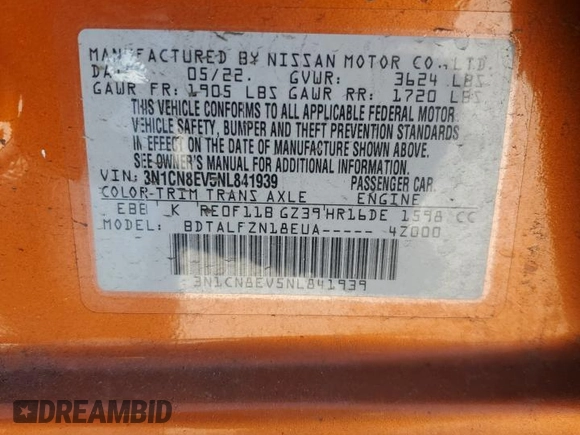 MANUFACTURED BY NISSAN MOTOR CO., LTD.
DATE 05/22. GVWR: 3624 LBS
GAWR FR: 1905 LBS GAWR RR: 1720 LBS
THIS VEHICLE CONFORMS TO ALL APPLICABLE FEDERAL MOTOR
VEHICLE SAFETY, BUMPER AND THEFT PREVENTION STANDARDS
IN EFFECT ON THE DATE OF MANUFACTURE SHOWN ABOVE.
SEE OWNER'S MANUAL FOR ADDITIONAL INFORMATION.
VIN: 3N1CN8EV5NL841939 PASSENGER CAR
COLOR-TRIM TRANS AXLE ENGINE
EBB K RE0F11B GZ39 HR16DE 1598 CC
MODEL: BDTALFZN18EUA----- 4Z000
3N1CN8EV5NL841939
DREAMBID